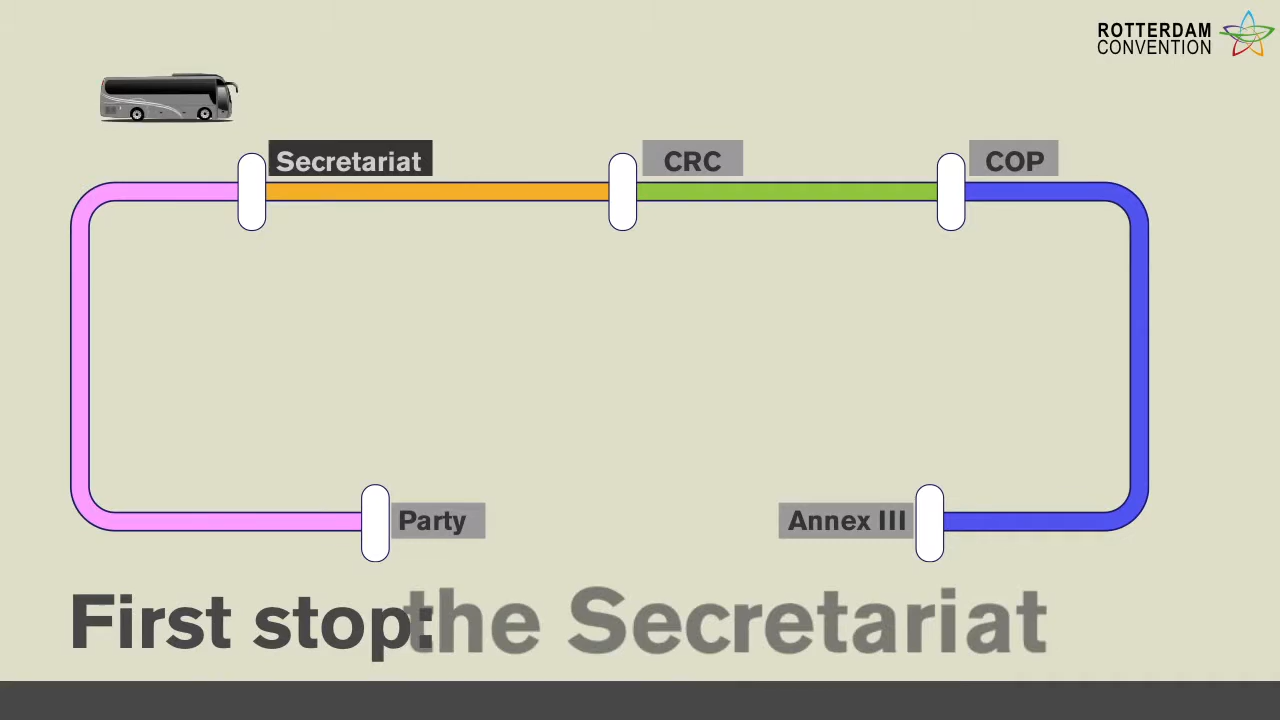 ROTTERDAM
CONVENTION
Secretariat
CRC
COP
Party
Annex III
First stop: the Secretariat